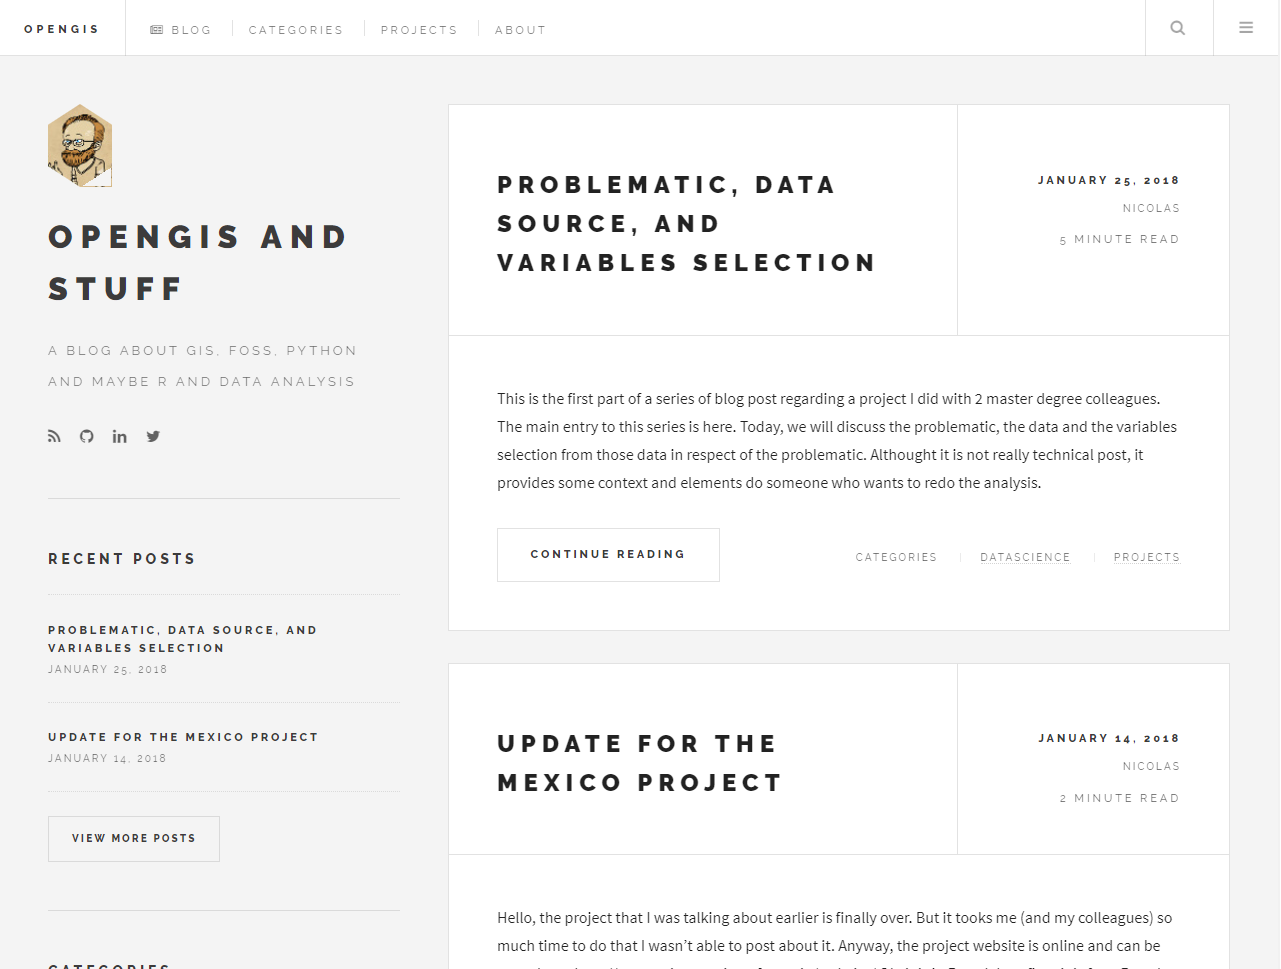 OPENGIS
BLOG
CATEGORIES
PROJECTS
ABOUT
OPENGIS AND
STUFF
A BLOG ABOUT GIS, FOSS, PYTHON
AND MAYBE R AND DATA ANALYSIS
RECENT POSTS
PROBLEMATIC, DATA SOURCE, AND
VARIABLES SELECTION
JANUARY 25, 2018
UPDATE FOR THE MEXICO PROJECT
JANUARY 14, 2018
VIEW MORE POSTS
CATEGORIES
PROBLEMATIC, DATA
SOURCE, AND
VARIABLES SELECTION
JANUARY 25, 2018
NICOLAS
5 MINUTE READ
This is the first part of a series of blog post regarding a project I did with 2 master degree colleagues.
The main entry to this series is here. Today, we will discuss the problematic, the data and the variables
selection from those data in respect of the problematic. Althought it is not really technical post, it
provides some context and elements do someone who wants to redo the analysis.
CONTINUE READING
CATEGORIES
DATASCIENCE
PROJECTS
UPDATE FOR THE
MEXICO PROJECT
JANUARY 14, 2018
NICOLAS
2 MINUTE READ
Hello, the project that I was talking about earlier is finally over. But it tooks me (and my colleagues) so
much time to do that I wasn't able to post about it. Anyway, the project website is online and can be